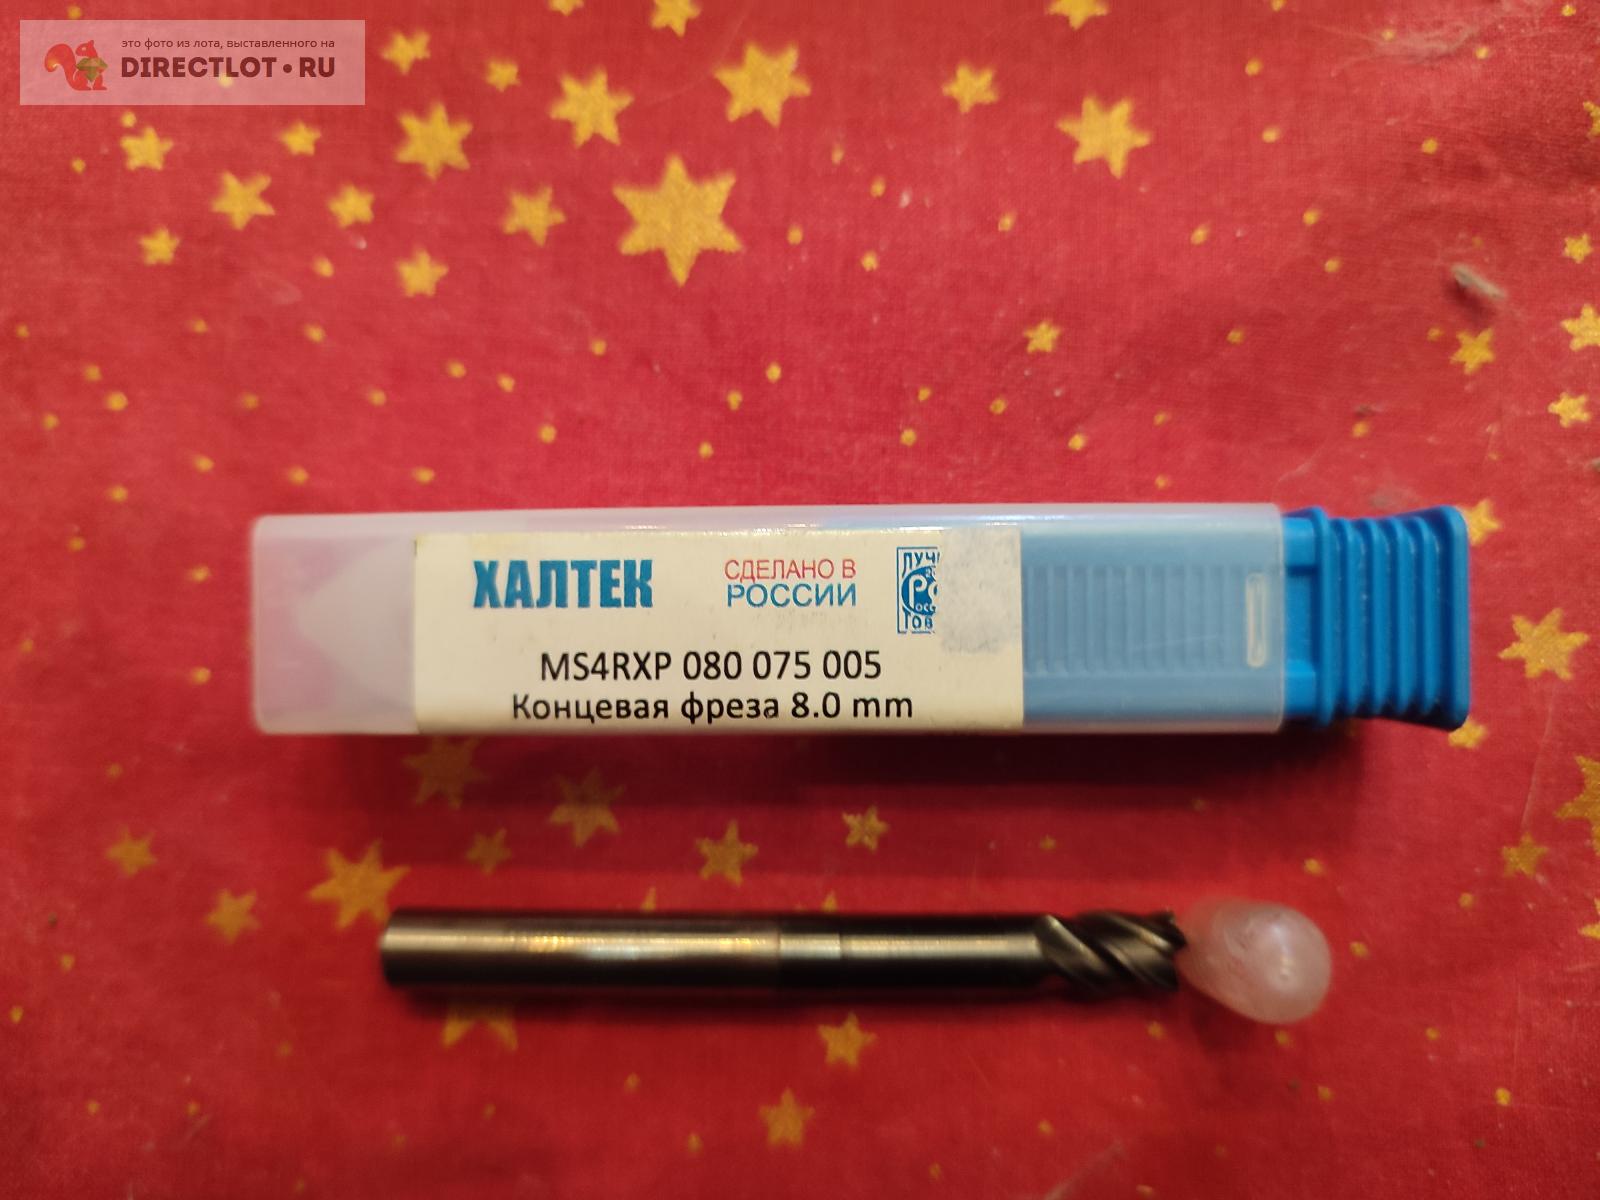 это фото из лота, выставленного на
DIRECTLOT•RU
ХАЛТЕК
СДЕЛАНО В
РОССИИ
MS4RXP 080 075 005
Концевая фреза 8.0 mm